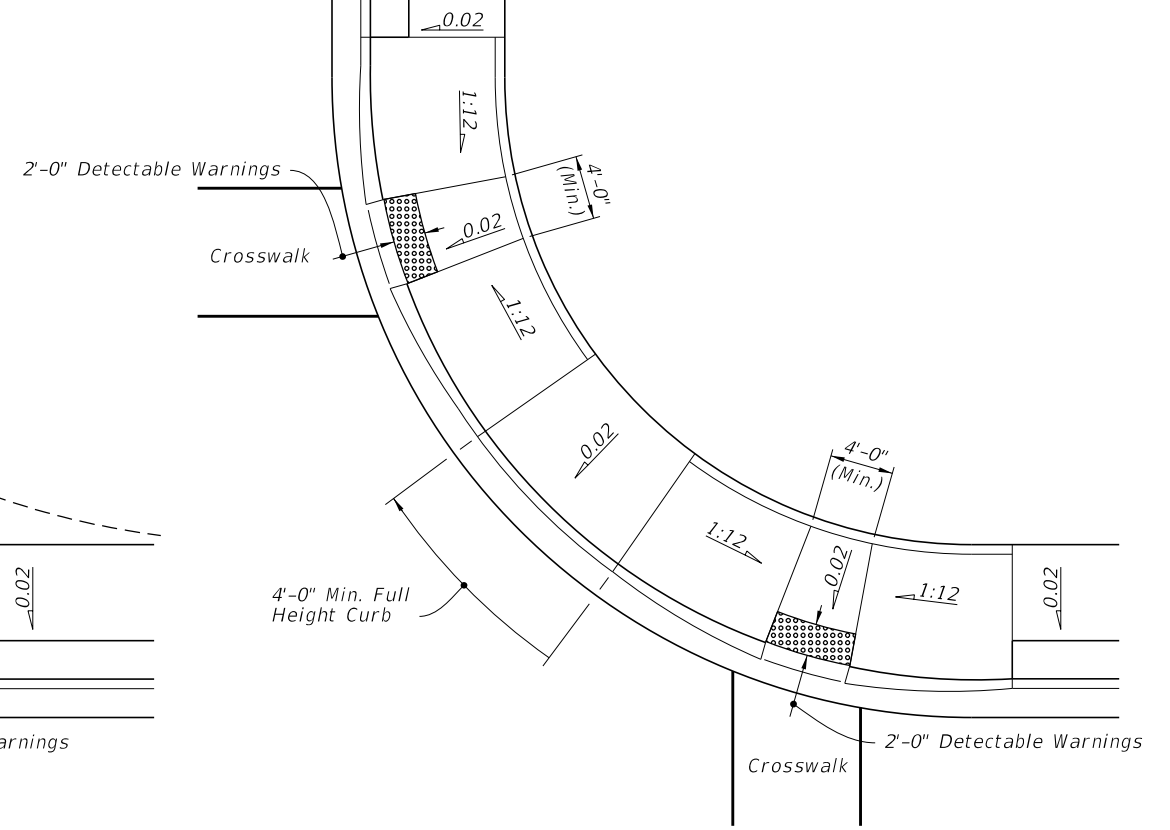 0.02
1:12
2'-0" Detectable Warnings
4'-0"
(Min.)
0.02
Crosswalk
1:12
0.02
4'-0"
(Min.)
1:12
0.02
1:12
0.02
0.02
4'-0" Min. Full
Height Curb
arnings
2'-0" Detectable Warnings
Crosswalk